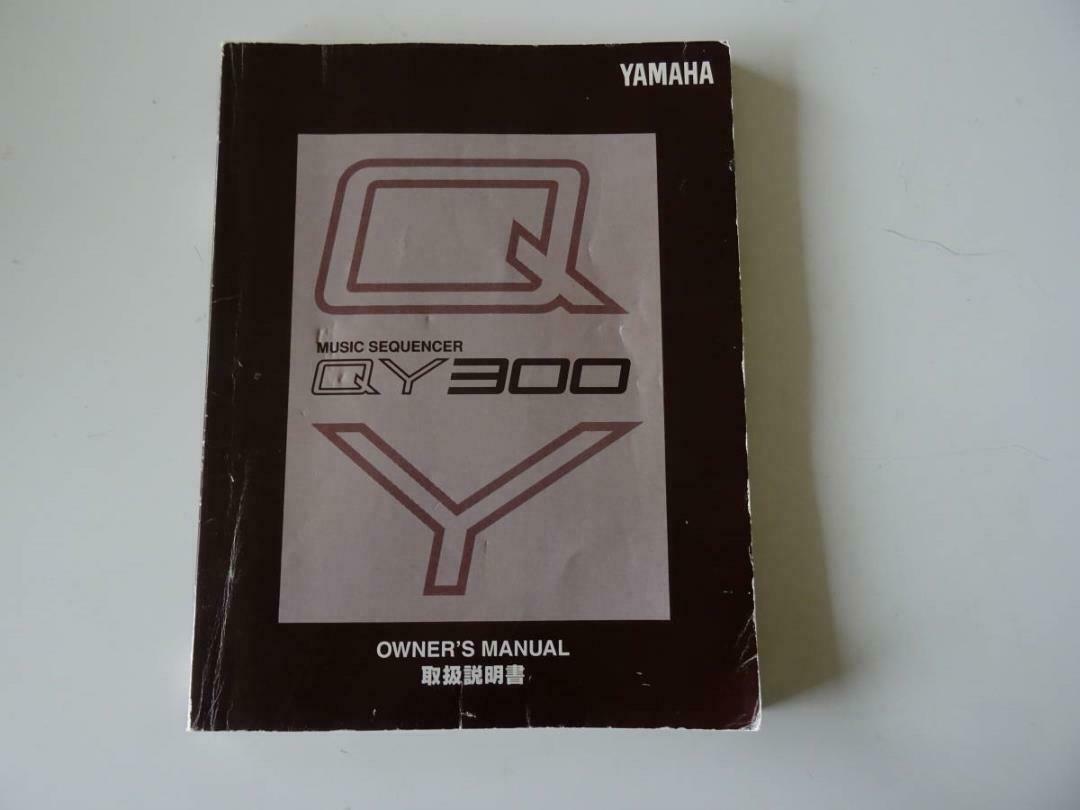 YAMAHA
Q
MUSIC SEQUENCER
QY300
Y
OWNER'S MANUAL
取扱説明書